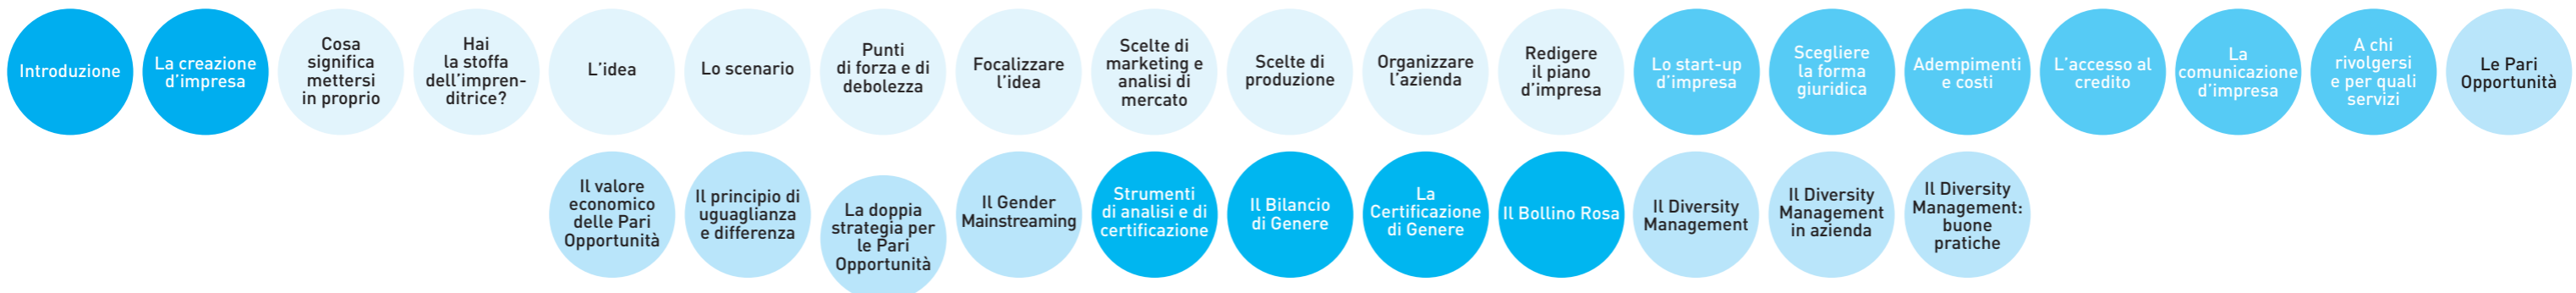 Introduzione
La creazione
d'impresa
Cosa
significa
mettersi
in proprio
Hai
la stoffa
dell'impren-
ditrice?
L'idea
Lo scenario
Punti
di forza e di
debolezza
Focalizzare
l'idea
Scelte di
marketing e
analisi di
mercato
Scelte di
produzione
Organizzare
l'azienda
Redigere
il piano
d'impresa
Lo start-up
d'impresa
Scegliere
la forma
giuridica
Adempimenti
e costi
L'accesso al
credito
La
comunicazione
d'impresa
A chi
rivolgersi
e per quali
servizi
Le Pari
Opportunità
Il valore
economico
delle Pari
Opportunità
Il principio di
uguaglianza
e differenza
La doppia
strategia per
le Pari
Opportunità
Il Gender
Mainstreaming
Strumenti
di analisi e di
certificazione
Il Bilancio
di Genere
La
Certificazione
di Genere
Il Bollino Rosa
Il Diversity
Management
Il Diversity
Management
in azienda
Il Diversity
Management:
buone
pratiche